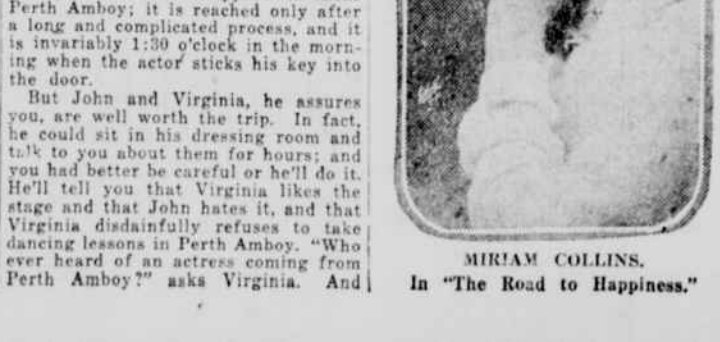 Perth Amboy; it is reached only after
a long and complicated process, and it
is invariably 1:30 o'clock in the morn-
ing when the actor sticks his key into
the door.
But John and Virginia, he assures
you, are well worth the trip. In fact,
he could sit in his dressing room and
talk to you about them for hours; and
you had better be careful or he'll do it.
He'll tell you that Virginia likes the
stage and that John hates it, and that
Virginia disdainfully refuses to take
dancing lessons in Perth Amboy. "Who
ever heard of an actress coming from
Perth Amboy?" asks Virginia. And
MIRIAM COLLINS.
In "The Road to Happiness."